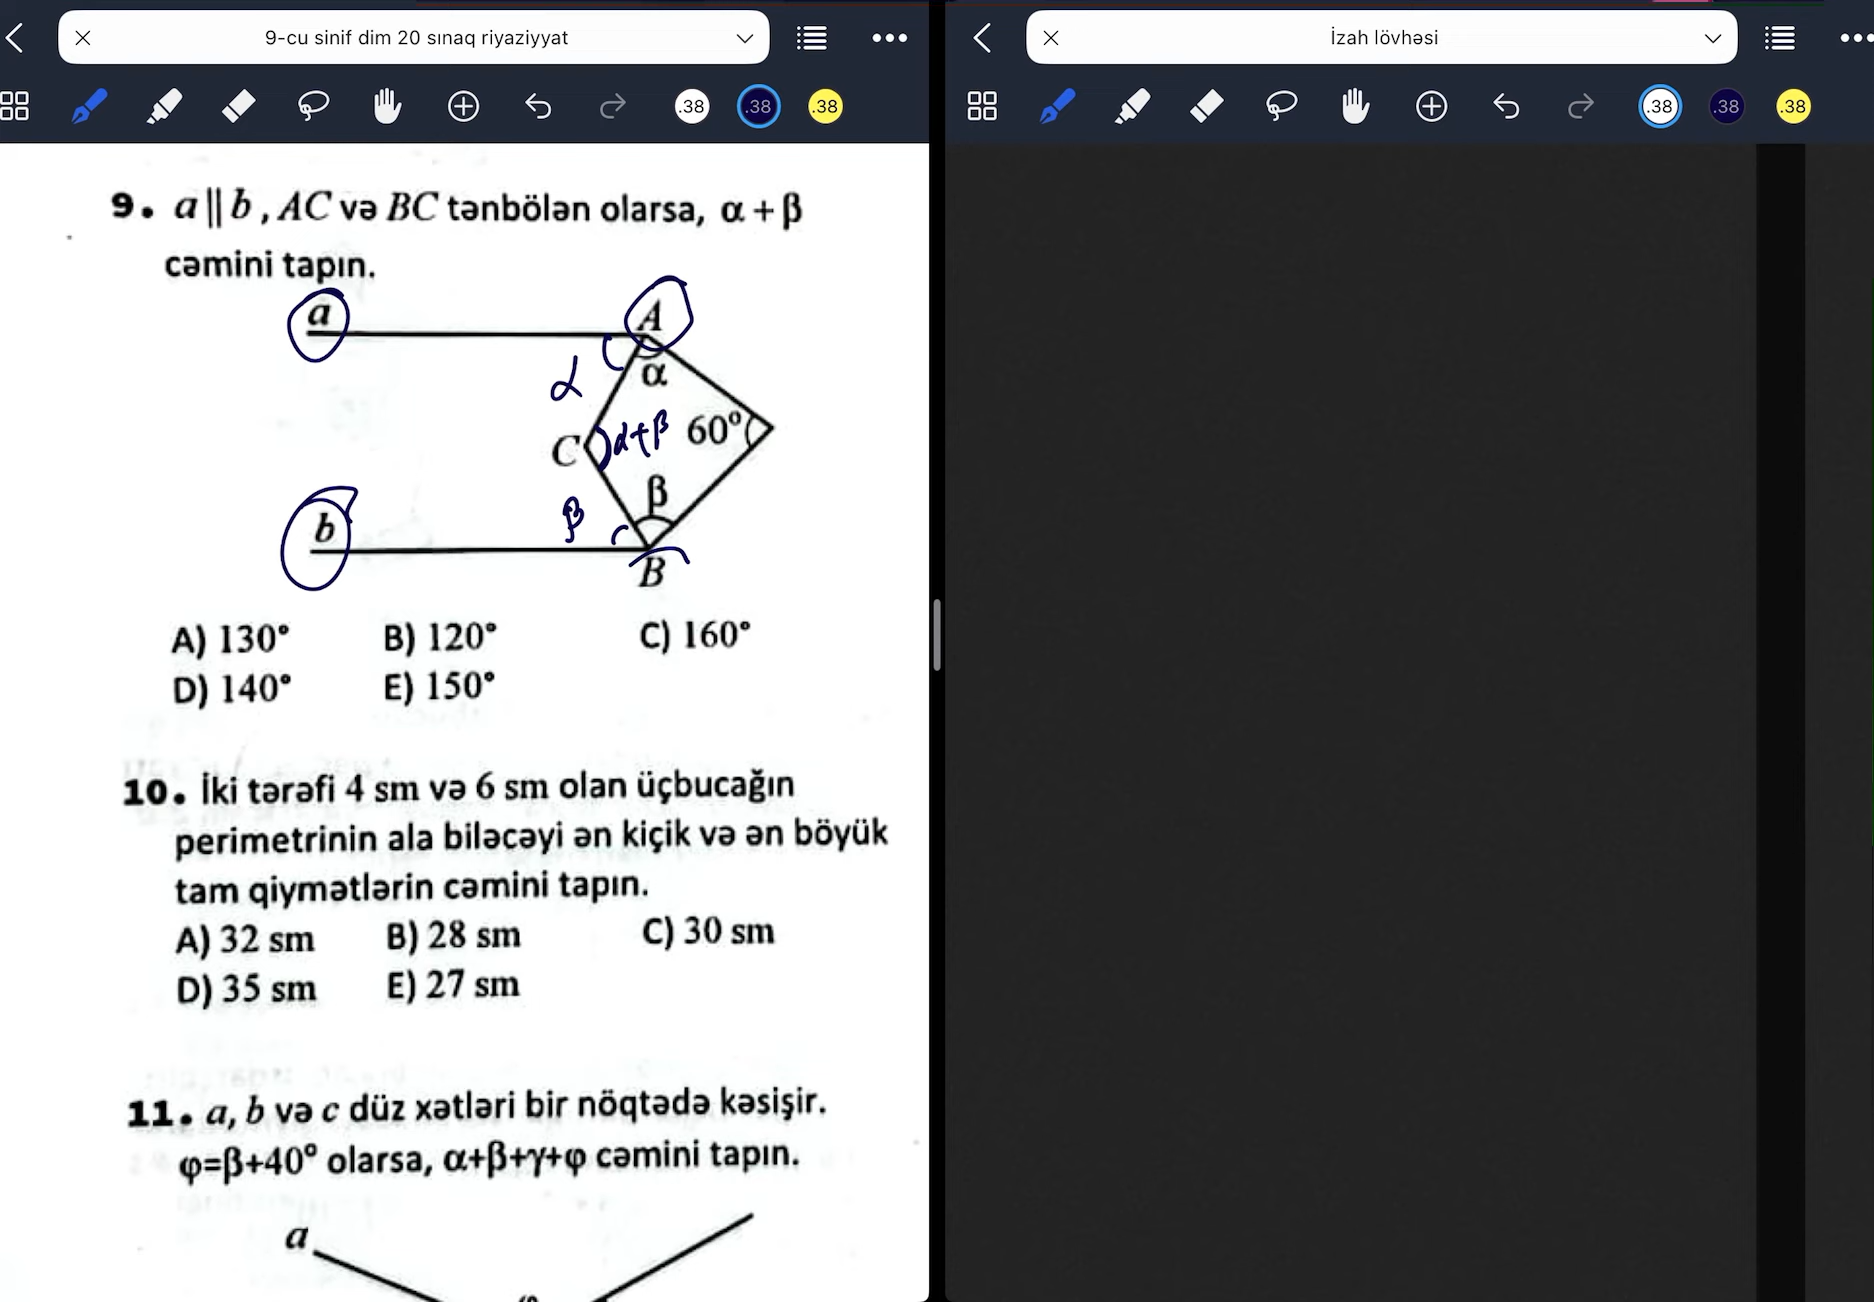 9-cu sinif dim 20 sınaq riyaziyyat
.38 .38 .38
9. a || b, AC və BC tənbölən olarsa, α + β
cəmini tapın.
a
A
α
α
C
α+β
60°
β
β
b
B
A) 130° B) 120° C) 160°
D) 140° E) 150°
10. İki tərəfi 4 sm və 6 sm olan üçbucağın
perimetrinin ala biləcəyi ən kiçik və ən böyük
tam qiymətlərin cəmini tapın.
A) 32 sm B) 28 sm C) 30 sm
D) 35 sm E) 27 sm
11. a, b və c düz xətləri bir nöqtədə kəsişir.
φ=β+40° olarsa, α+β+γ+φ cəmini tapın.
a
İzah lövhəsi
.38 .38 .38